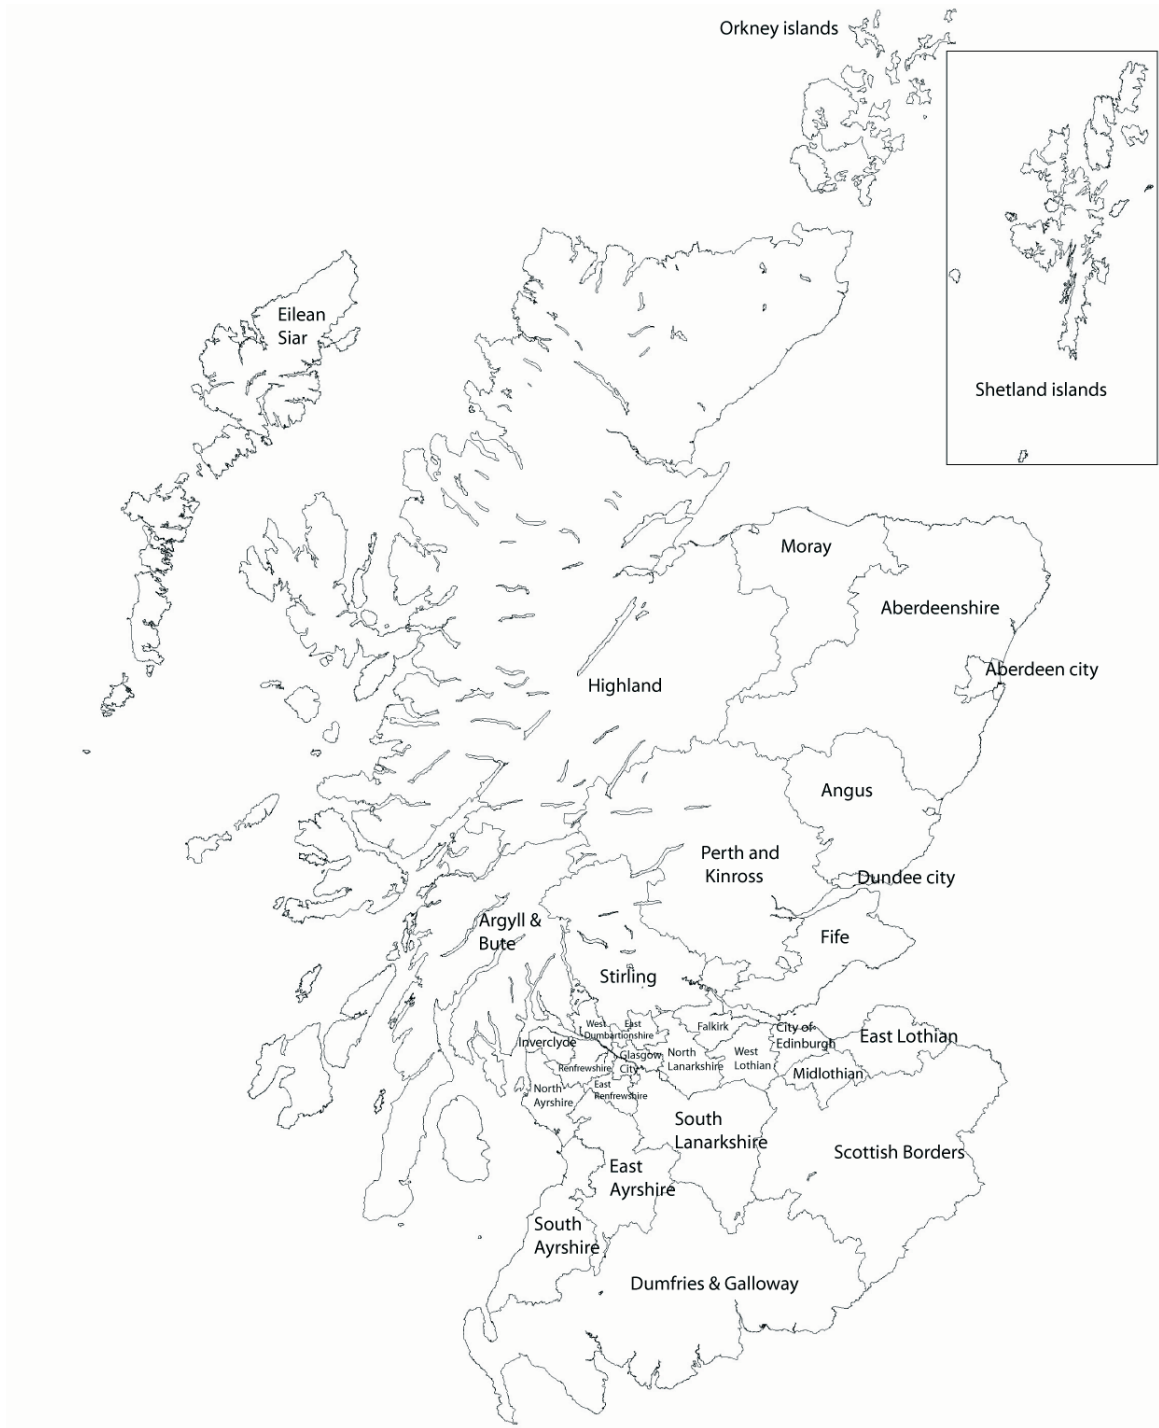 Orkney islands
Eilean
Siar
Shetland islands
Moray
Aberdeenshire
Aberdeen city
Highland
Angus
Perth and
Kinross
Dundee city
Argyll &
Bute
Fife
Stirling
West
East
Dumbartionshire
Falkirk
City of
Edinburgh
East Lothian
Inverclyde
Glasgow
City
North
Lanarkshire
West
Lothian
Renfrewshire
Midlothian
North
Ayrshire
East
Renfrewshire
South
Lanarkshire
Scottish Borders
East
Ayrshire
South
Ayrshire
Dumfries & Galloway